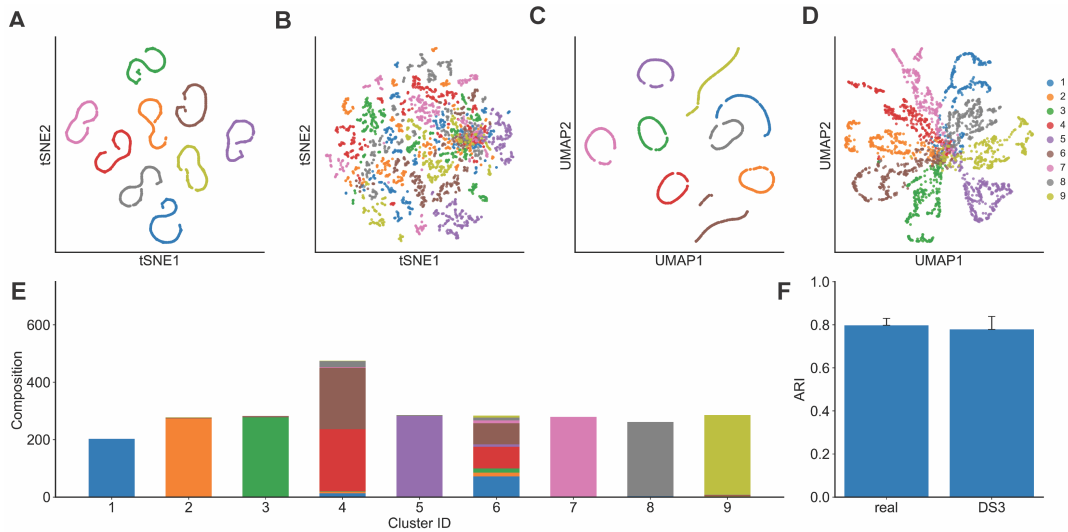 A
B
C
D
tSNE2
tSNE1
tSNE2
tSNE1
UMAP2
UMAP1
UMAP2
UMAP1
1
2
3
4
5
6
7
8
9
E
Composition
600
400
200
0
1 2 3 4 5 6 7 8 9
Cluster ID
F
ARI
1.0
0.8
0.6
0.4
0.2
0.0
real DS3